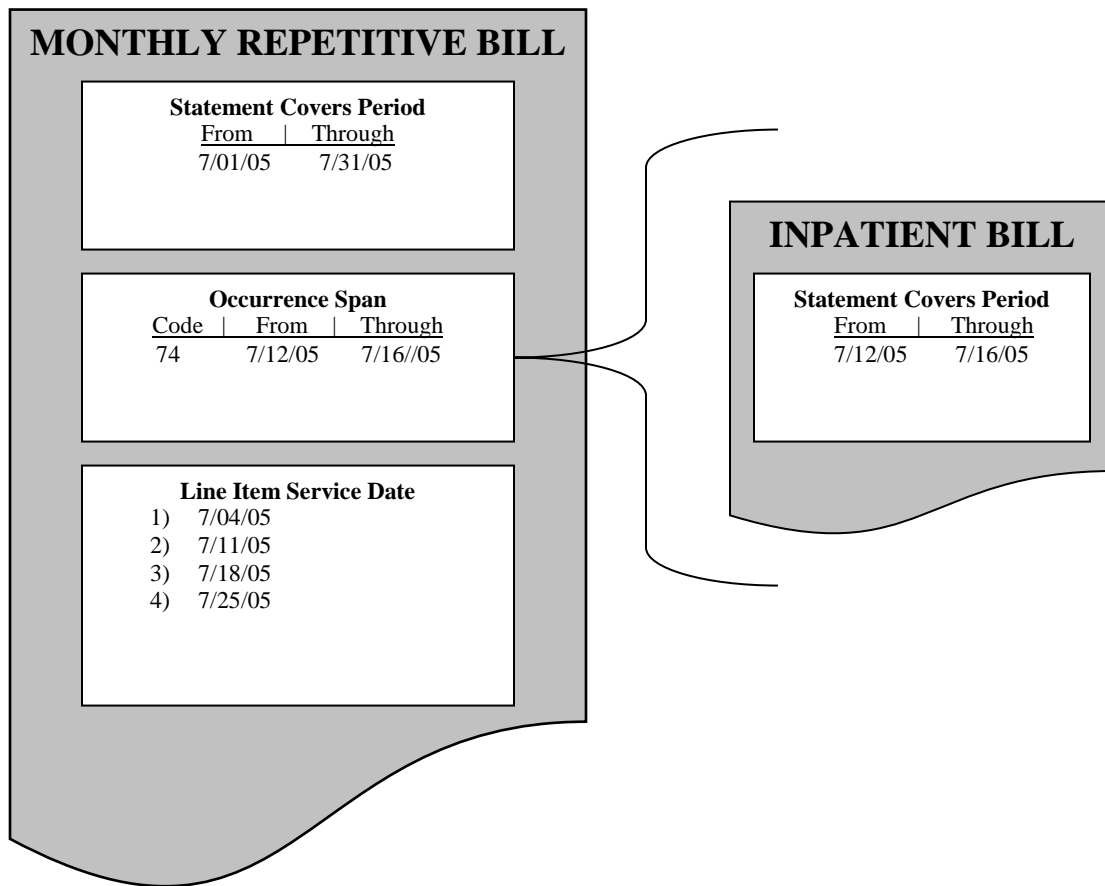 MONTHLY REPETITIVE BILL
Statement Covers Period
From | Through
7/01/05 7/31/05
Occurrence Span
Code | From | Through
74 7/12/05 7/16//05
Line Item Service Date
1) 7/04/05
2) 7/11/05
3) 7/18/05
4) 7/25/05
INPATIENT BILL
Statement Covers Period
From | Through
7/12/05 7/16/05